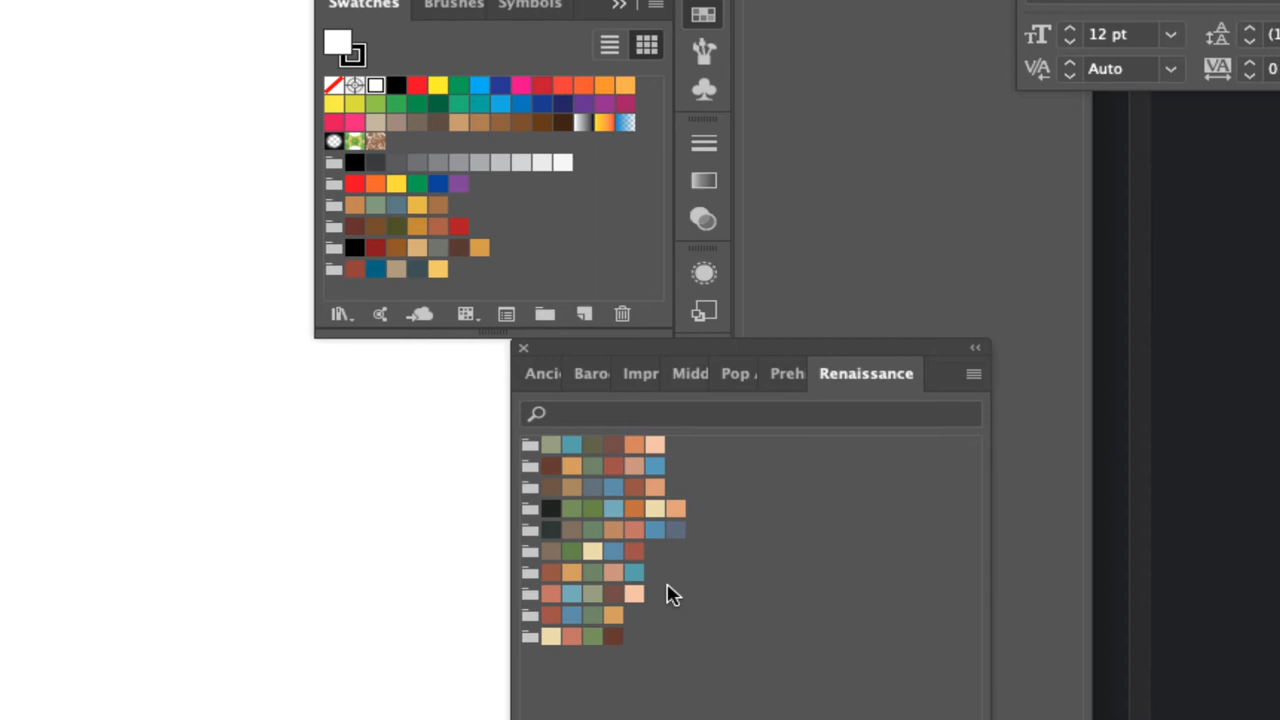 Swatches Brushes Symbols
12 pt
Auto
0
Anci Baro Impr Midd Pop Preh Renaissance